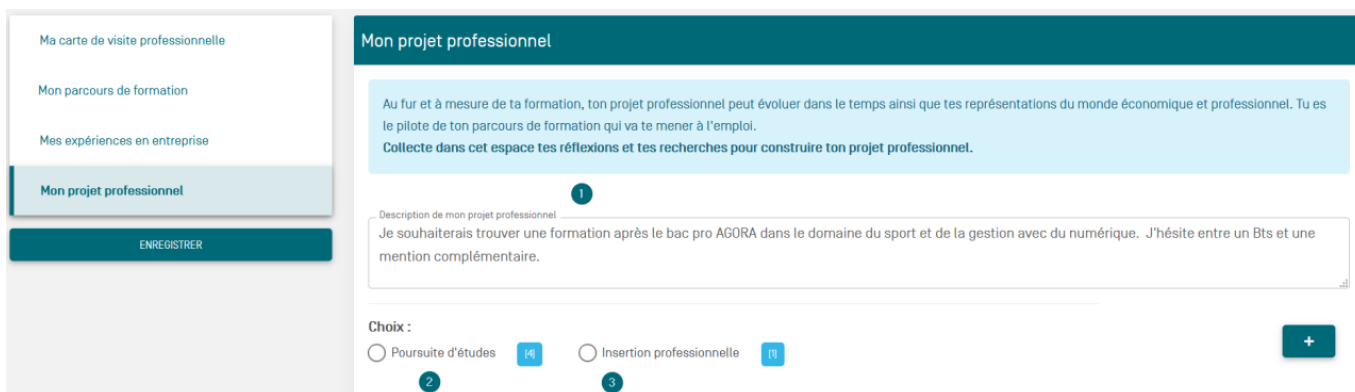 Ma carte de visite professionnelle
Mon parcours de formation
Mes expériences en entreprise
Mon projet professionnel
ENREGISTRER
Mon projet professionnel
Au fur et à mesure de ta formation, ton projet professionnel peut évoluer dans le temps ainsi que tes représentations du monde économique et professionnel. Tu es
le pilote de ton parcours de formation qui va te mener à l'emploi.
Collecte dans cet espace tes réflexions et tes recherches pour construire ton projet professionnel.
1
Description de mon projet professionnel
Je souhaiterais trouver une formation après le bac pro AGORA dans le domaine du sport et de la gestion avec du numérique. J'hésite entre un Bts et une
mention complémentaire.
Choix :
Poursuite d'études [4] Insertion professionnelle [1] +
2 3